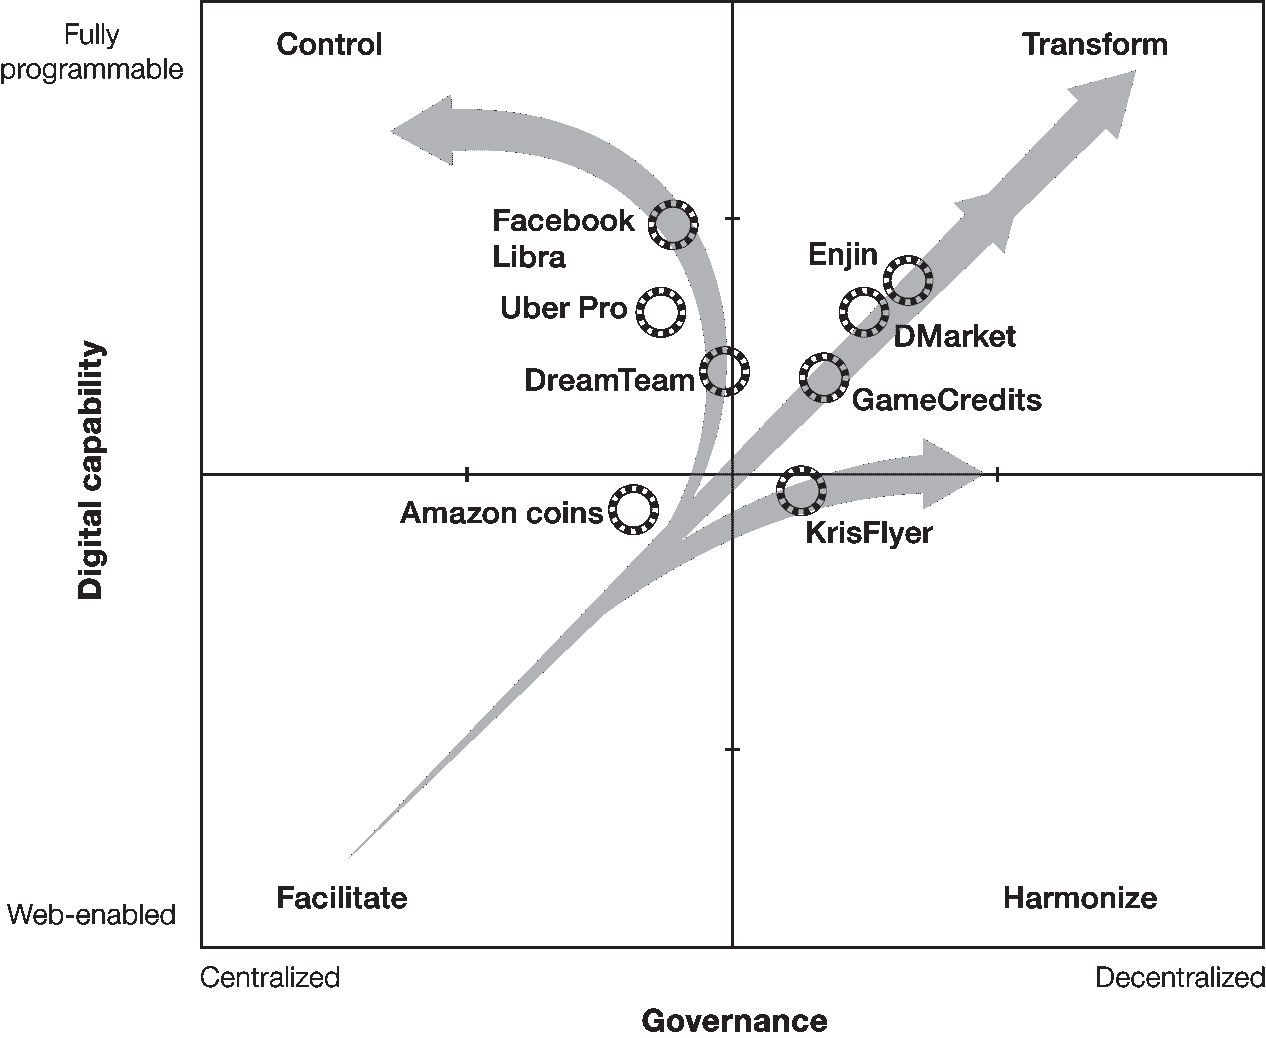 Fully
programmable
Control
Transform
Facebook
Libra
Enjin
Uber Pro
DMarket
DreamTeam
GameCredits
Digital capability
Amazon coins
KrisFlyer
Facilitate
Harmonize
Web-enabled
Centralized
Decentralized
Governance